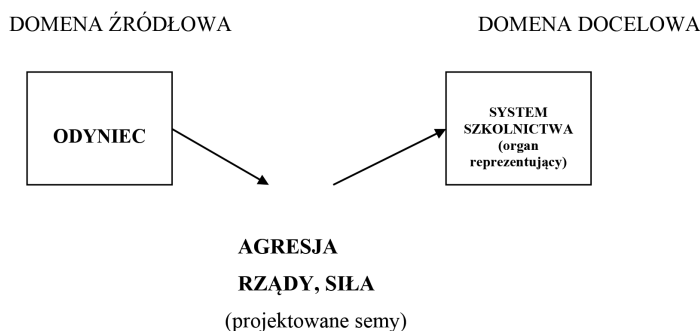 DOMENA ŹRÓDŁOWA
DOMENA DOCELOWA
ODYNIEC
SYSTEM
SZKOLNICTWA
(organ
reprezentujący)
AGRESJA
RZĄDY, SIŁA
(projektowane semy)